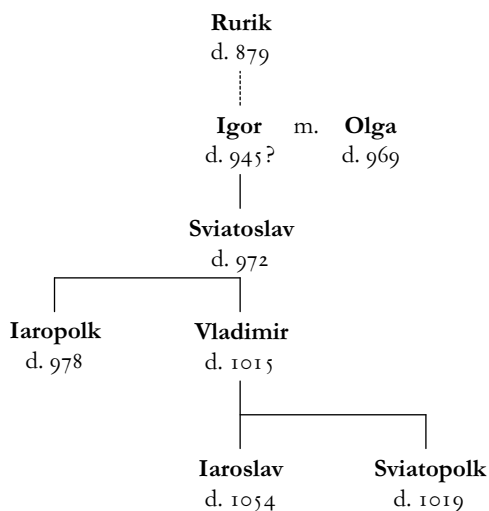 Rurik
d. 879
Igor m. Olga
d. 945? d. 969
Sviatoslav
d. 972
Iaropolk Vladimir
d. 978 d. 1015
Iaroslav Sviatopolk
d. 1054 d. 1019